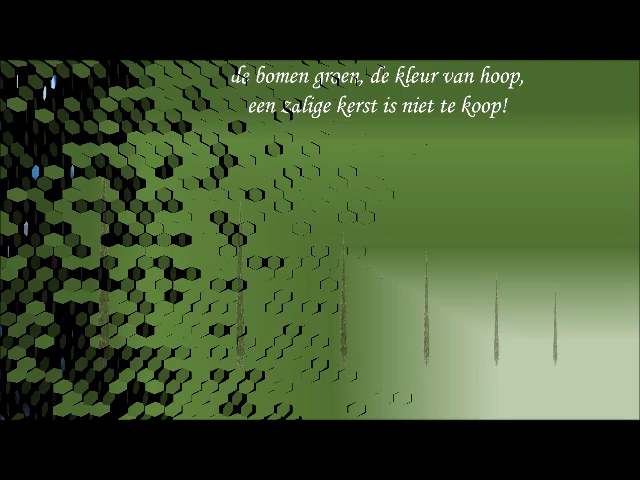 de bomen groen, de kleur van hoop,
een zalige kerst is niet te koop!